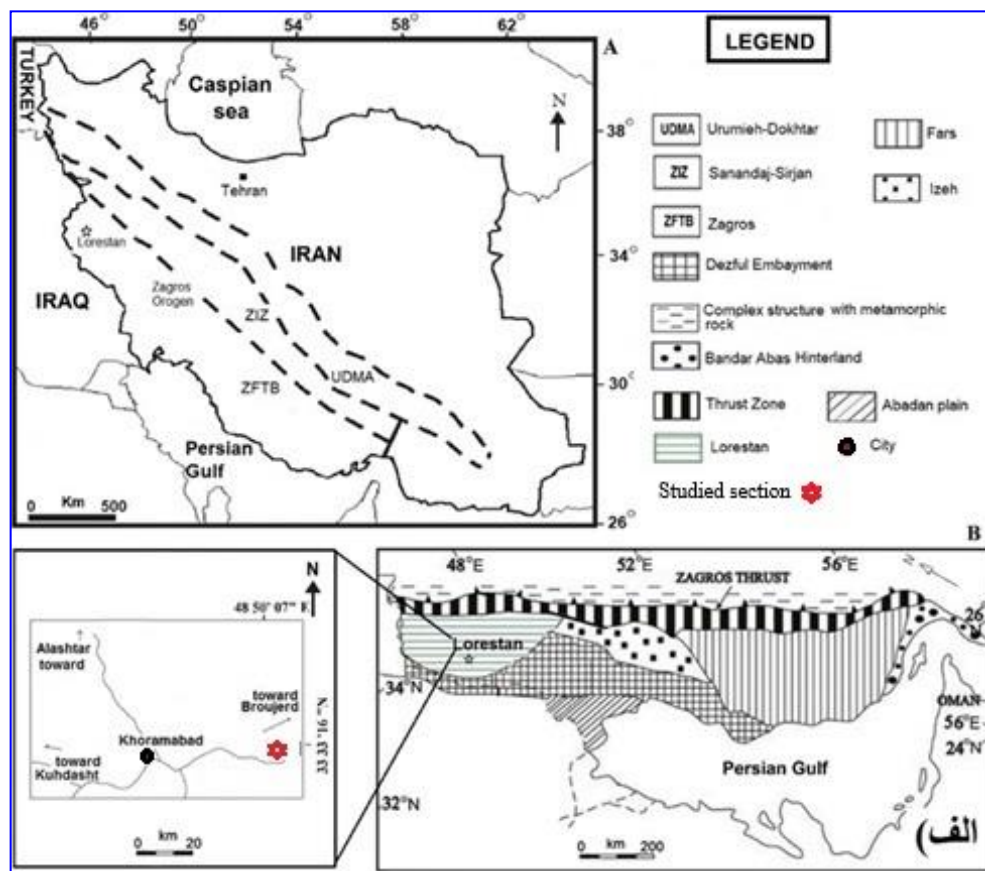 46° 50° 54° 58° 62°
A
LEGEND
TURKEY
Caspian
sea
N
38°
Tehran
Lorestan
IRAN
34°
IRAQ
Zagros
Orogen
ZIZ
UDMA
ZFTB
30°
Persian
Gulf
0 Km 500
26°
UDMA Urumieh-Dokhtar
ZIZ Sanandaj-Sirjan
ZFTB Zagros
Dezful Embayment
Complex structure with metamorphic
rock
Bandar Abas Hinterland
Thrust Zone
Lorestan
Fars
Izeh
Abadan plain
City
Studied section
N
48 50' 07" E
Alashtar
toward
toward
Broujerd
Khoramabad
toward
Kuhdasht
33 33 16 "N
km
0 20
B
48°E 52°E 56°E
ZAGROS THRUST
N
26
Lorestan
34°N
OMAN
56°E
24°N
Persian Gulf
32°N
km
0 200
الف)